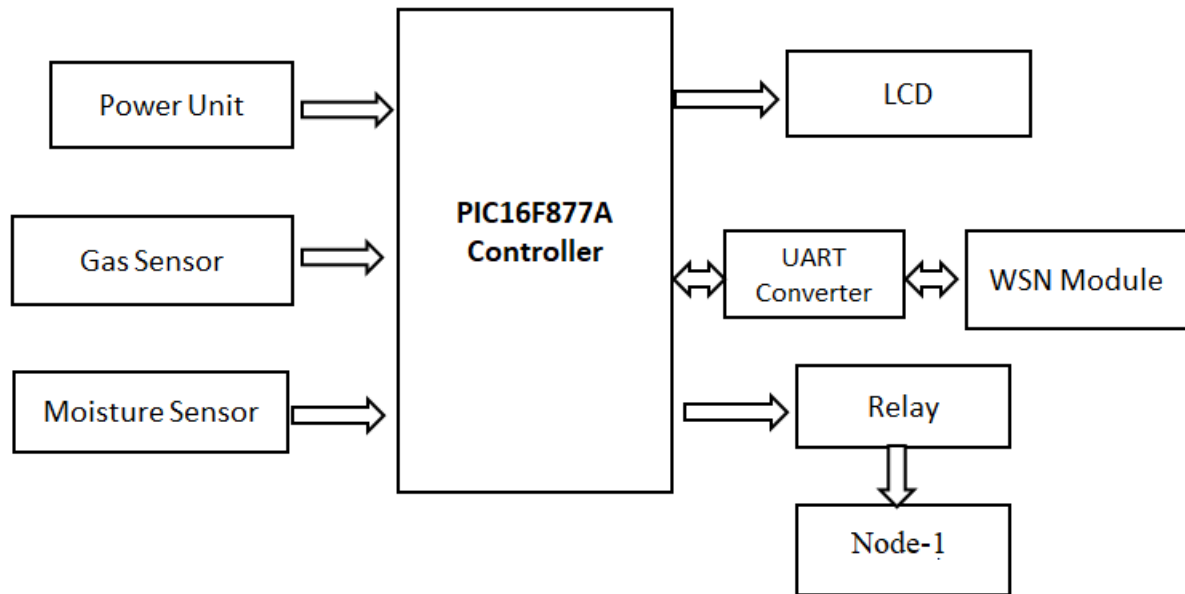 Power Unit
Gas Sensor
Moisture Sensor
PIC16F877A
Controller
LCD
UART
Converter
WSN Module
Relay
Node-1